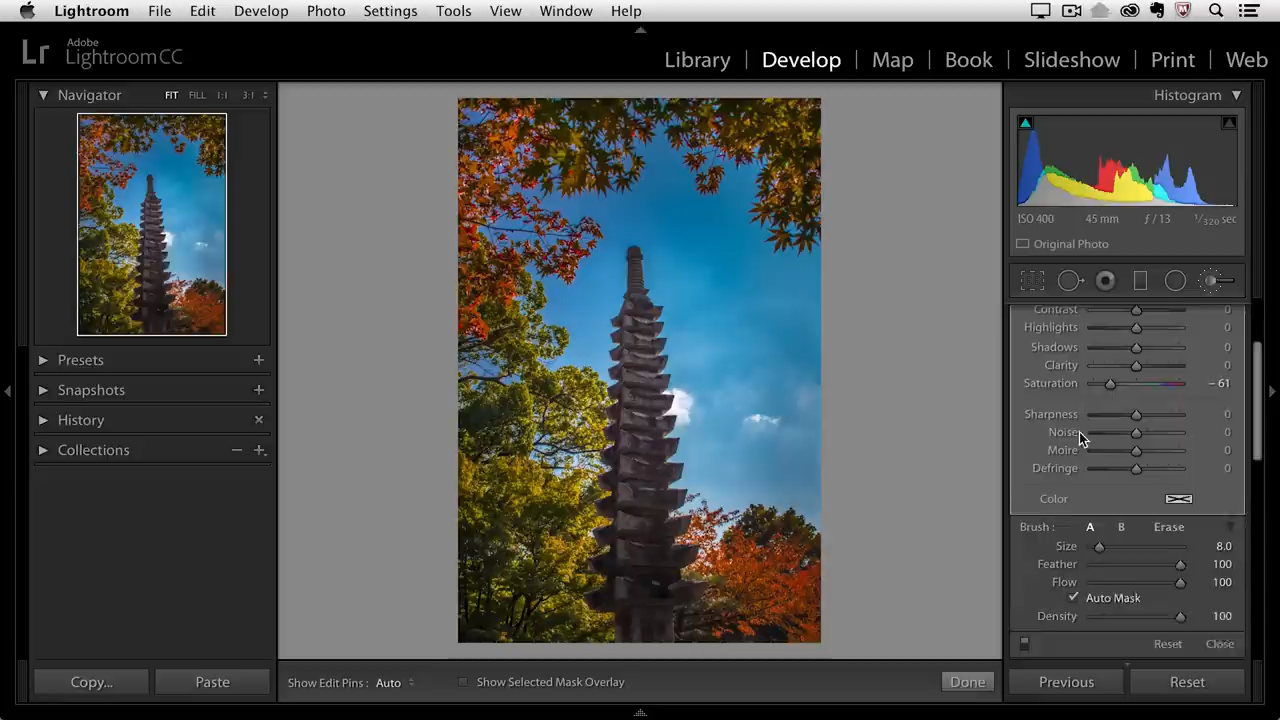 Lightroom File Edit Develop Photo Settings Tools View Window Help
Lr Adobe
Lightroom CC
Library | Develop | Map | Book | Slideshow | Print | Web
Navigator FIT FILL 1:1 3:1
Histogram
ISO 400 45 mm ƒ / 13 1/320 sec
Original Photo
Contrast 0
Highlights 0
Shadows 0
Clarity 0
Saturation – 61
Sharpness 0
Noise 0
Moire 0
Defringe 0
Color
Brush : A B Erase
Size 8.0
Feather 100
Flow 100
Auto Mask
Density 100
Reset Close
Presets +
Snapshots +
History ×
Collections – +
Copy... Paste
Show Edit Pins : Auto Show Selected Mask Overlay Done
Previous Reset